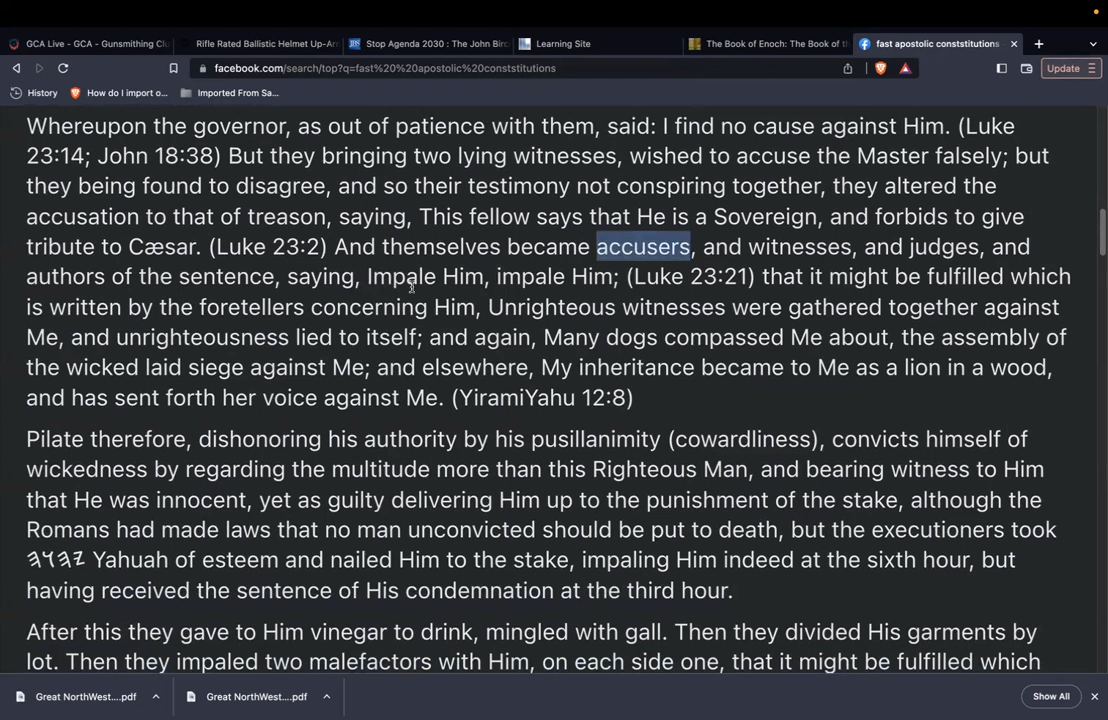 GCA Live - GCA - Gunsmithing Clu
Rifle Rated Ballistic Helmet Up-Arm
Stop Agenda 2030 : The John Birc
Learning Site
The Book of Enoch: The Book of th
fast apostolic conststitutions
facebook.com/search/top?q=fast%20%20apostolic%20conststitutions
Update
History
How do I import o...
Imported From Sa...
Whereupon the governor, as out of patience with them, said: I find no cause against Him. (Luke
23:14; John 18:38) But they bringing two lying witnesses, wished to accuse the Master falsely; but
they being found to disagree, and so their testimony not conspiring together, they altered the
accusation to that of treason, saying, This fellow says that He is a Sovereign, and forbids to give
tribute to Cæsar. (Luke 23:2) And themselves became accusers, and witnesses, and judges, and
authors of the sentence, saying, Impale Him, impale Him; (Luke 23:21) that it might be fulfilled which
is written by the foretellers concerning Him, Unrighteous witnesses were gathered together against
Me, and unrighteousness lied to itself; and again, Many dogs compassed Me about, the assembly of
the wicked laid siege against Me; and elsewhere, My inheritance became to Me as a lion in a wood,
and has sent forth her voice against Me. (YiramiYahu 12:8)
Pilate therefore, dishonoring his authority by his pusillanimity (cowardliness), convicts himself of
wickedness by regarding the multitude more than this Righteous Man, and bearing witness to Him
that He was innocent, yet as guilty delivering Him up to the punishment of the stake, although the
Romans had made laws that no man unconvicted should be put to death, but the executioners took
𐤉𐤄𐤅𐤄 Yahuah of esteem and nailed Him to the stake, impaling Him indeed at the sixth hour, but
having received the sentence of His condemnation at the third hour.
After this they gave to Him vinegar to drink, mingled with gall. Then they divided His garments by
lot. Then they impaled two malefactors with Him, on each side one, that it might be fulfilled which
Great NorthWest....pdf
Great NorthWest....pdf
Show All